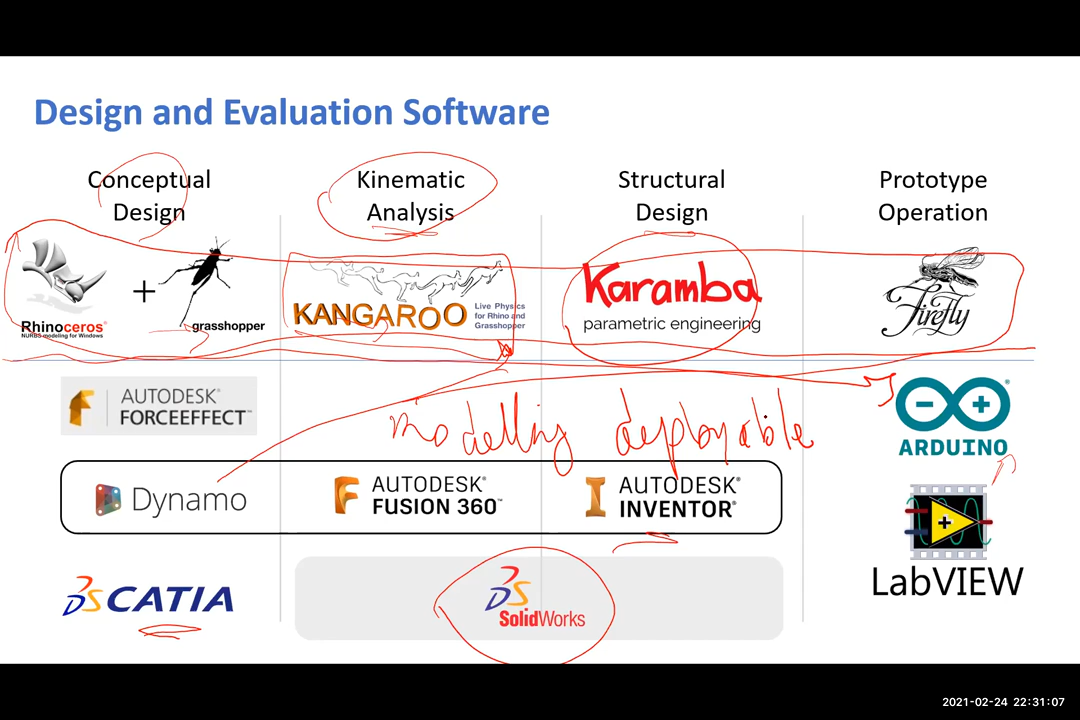 Design and Evaluation Software
Conceptual
Design
Kinematic
Analysis
Structural
Design
Prototype
Operation
Rhinoceros®
NURBS modeling for Windows
+
grasshopper
KANGAROO
Live Physics
for Rhino and
Grasshopper
Karamba
parametric engineering
Firefly
AUTODESK®
FORCEEFFECT™
modelling deployable
ARDUINO
Dynamo
AUTODESK®
FUSION 360™
AUTODESK®
INVENTOR®
LabVIEW
CATIA
SolidWorks
2021-02-24 22:31:07